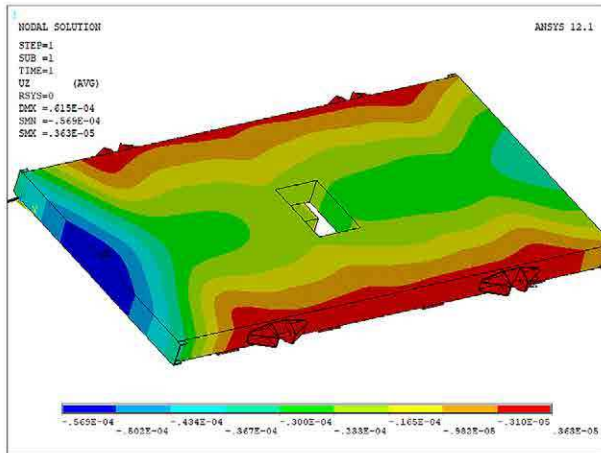 1
NODAL SOLUTION
ANSYS 12.1
STEP=1
SUB =1
TIME=1
UZ (AVG)
RSYS=0
DMX =.615E-04
SMN =-.569E-04
SMX =.363E-05
-.569E-04 -.434E-04 -.300E-04 -.165E-04 -.310E-05
-.502E-04 -.367E-04 -.233E-04 -.982E-05 .363E-05